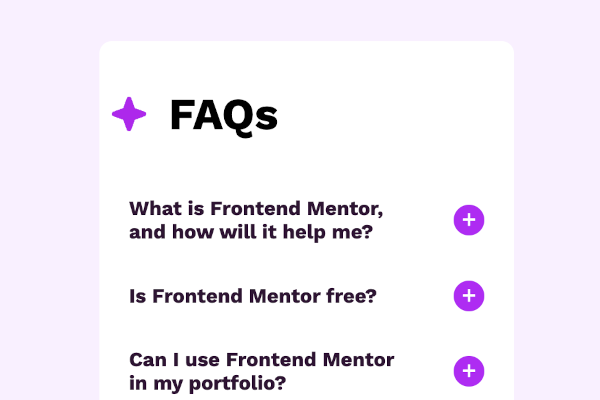 FAQs
What is Frontend Mentor,
and how will it help me?
Is Frontend Mentor free?
Can I use Frontend Mentor
in my portfolio?